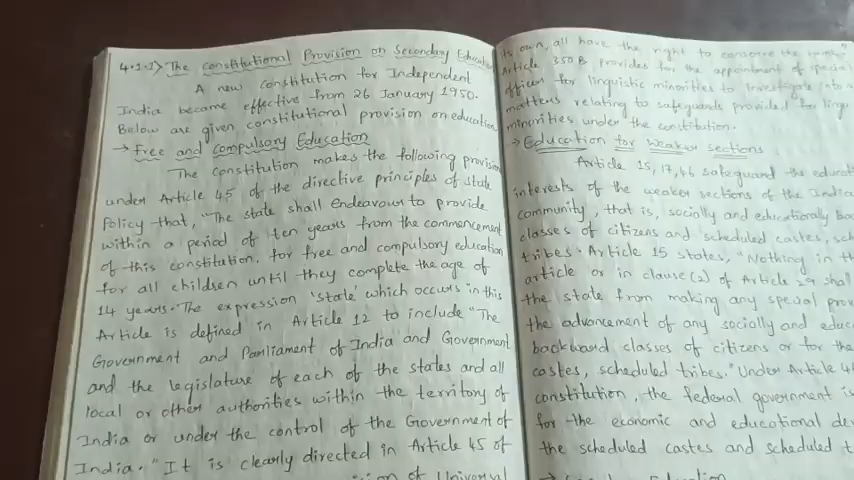 4.1.1> The constitutional Provision on Secondary Education
A new constitution for Independent
India became effective from 26 January 1950.
Below are given constitutional provision on education
→ Free and Compulsory Education
The Constitution makes the following provision
under Article 45 of the directive principles of state
Policy that, "The state shall Endeavour to provide
within a period of ten years from the commencement
of this constitution, for free and compulsory education
for all children until they complete the age of
14 years. The expression 'state' which occurs in this
Article is defined in Article 12 to include "The
Government and Parliament of India and Government
and the legislature of each of the states and all
local or other authorities within the territory of
India or under the control of the Government of
India. "It is clearly directed in Article 45 of
of Universal
its own, all have the right to conserve the
Article 350B provides for the appointment of special
officer for linguistic minorities to investigate
matters relating to safeguards provided for
minorities under the constitution.
→ Education for Weaker sections
Article 15, 17, 46 safeguard the
interests of the weaker sections of the
community, that is, socially and educationally
classes of citizens and scheduled castes,
tribes. Article 15 states, "Nothing in
article or in clause(2) of Article 29
the state from making any special
the advancement of any socially and
backward classes of citizens or for
castes, scheduled tribes." Under Article
constitution, the federal government is
for the economic and educational
the scheduled castes and scheduled